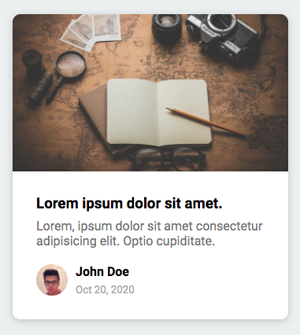 Lorem ipsum dolor sit amet.
Lorem, ipsum dolor sit amet consectetur
adipisicing elit. Optio cupiditate.
John Doe
Oct 20, 2020